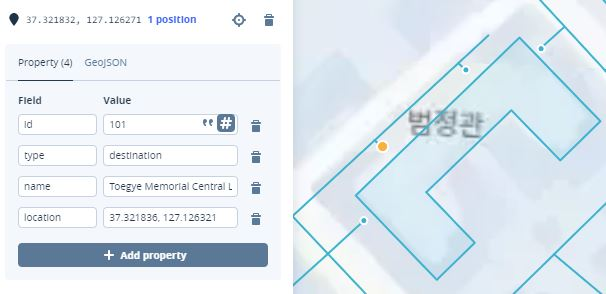 37.321832, 127.126271 1 position
Property (4) GeoJSON
Field Value
id 101 “ #
type destination
name Toegye Memorial Central L
location 37.321836, 127.126321
+ Add property
범정관